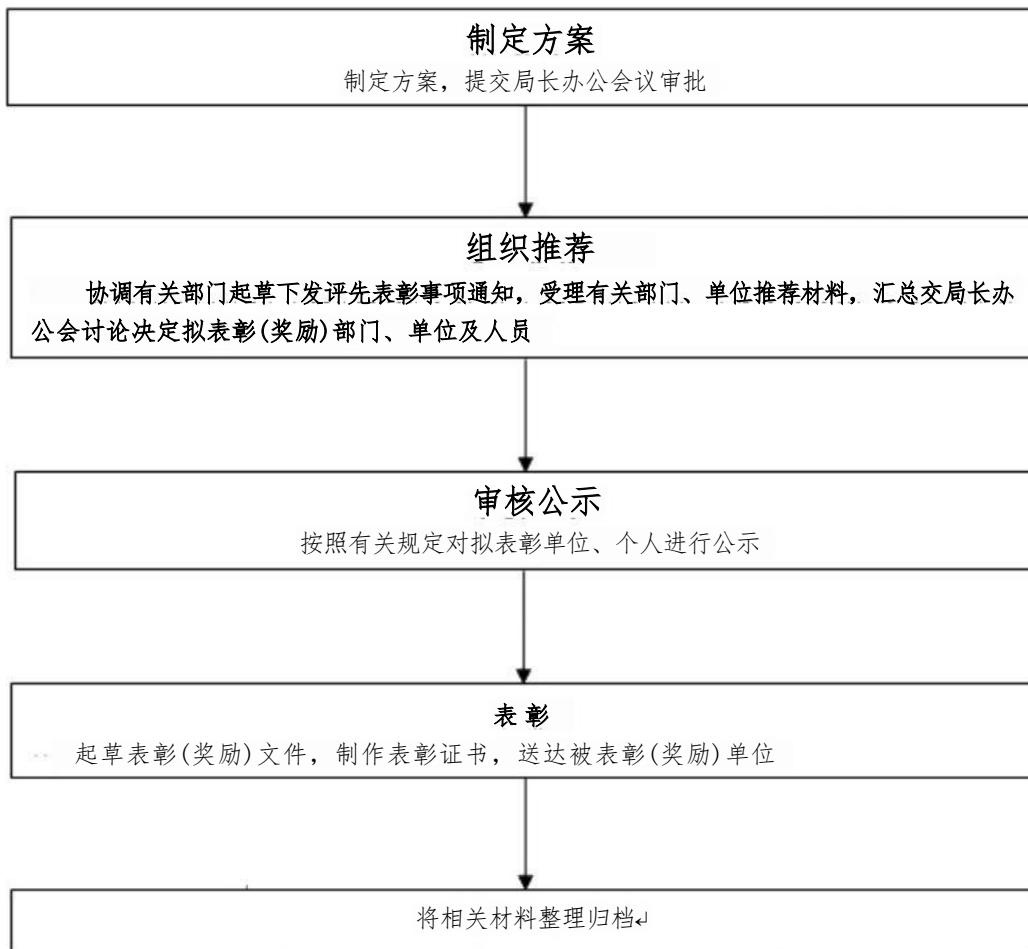 制定方案
制定方案，提交局长办公会议审批
组织推荐
协调有关部门起草下发评先表彰事项通知，受理有关部门、单位推荐材料，汇总交局长办
公会讨论决定拟表彰(奖励)部门、单位及人员
审核公示
按照有关规定对拟表彰单位、个人进行公示
表彰
起草表彰(奖励)文件，制作表彰证书，送达被表彰(奖励)单位
将相关材料整理归档↵